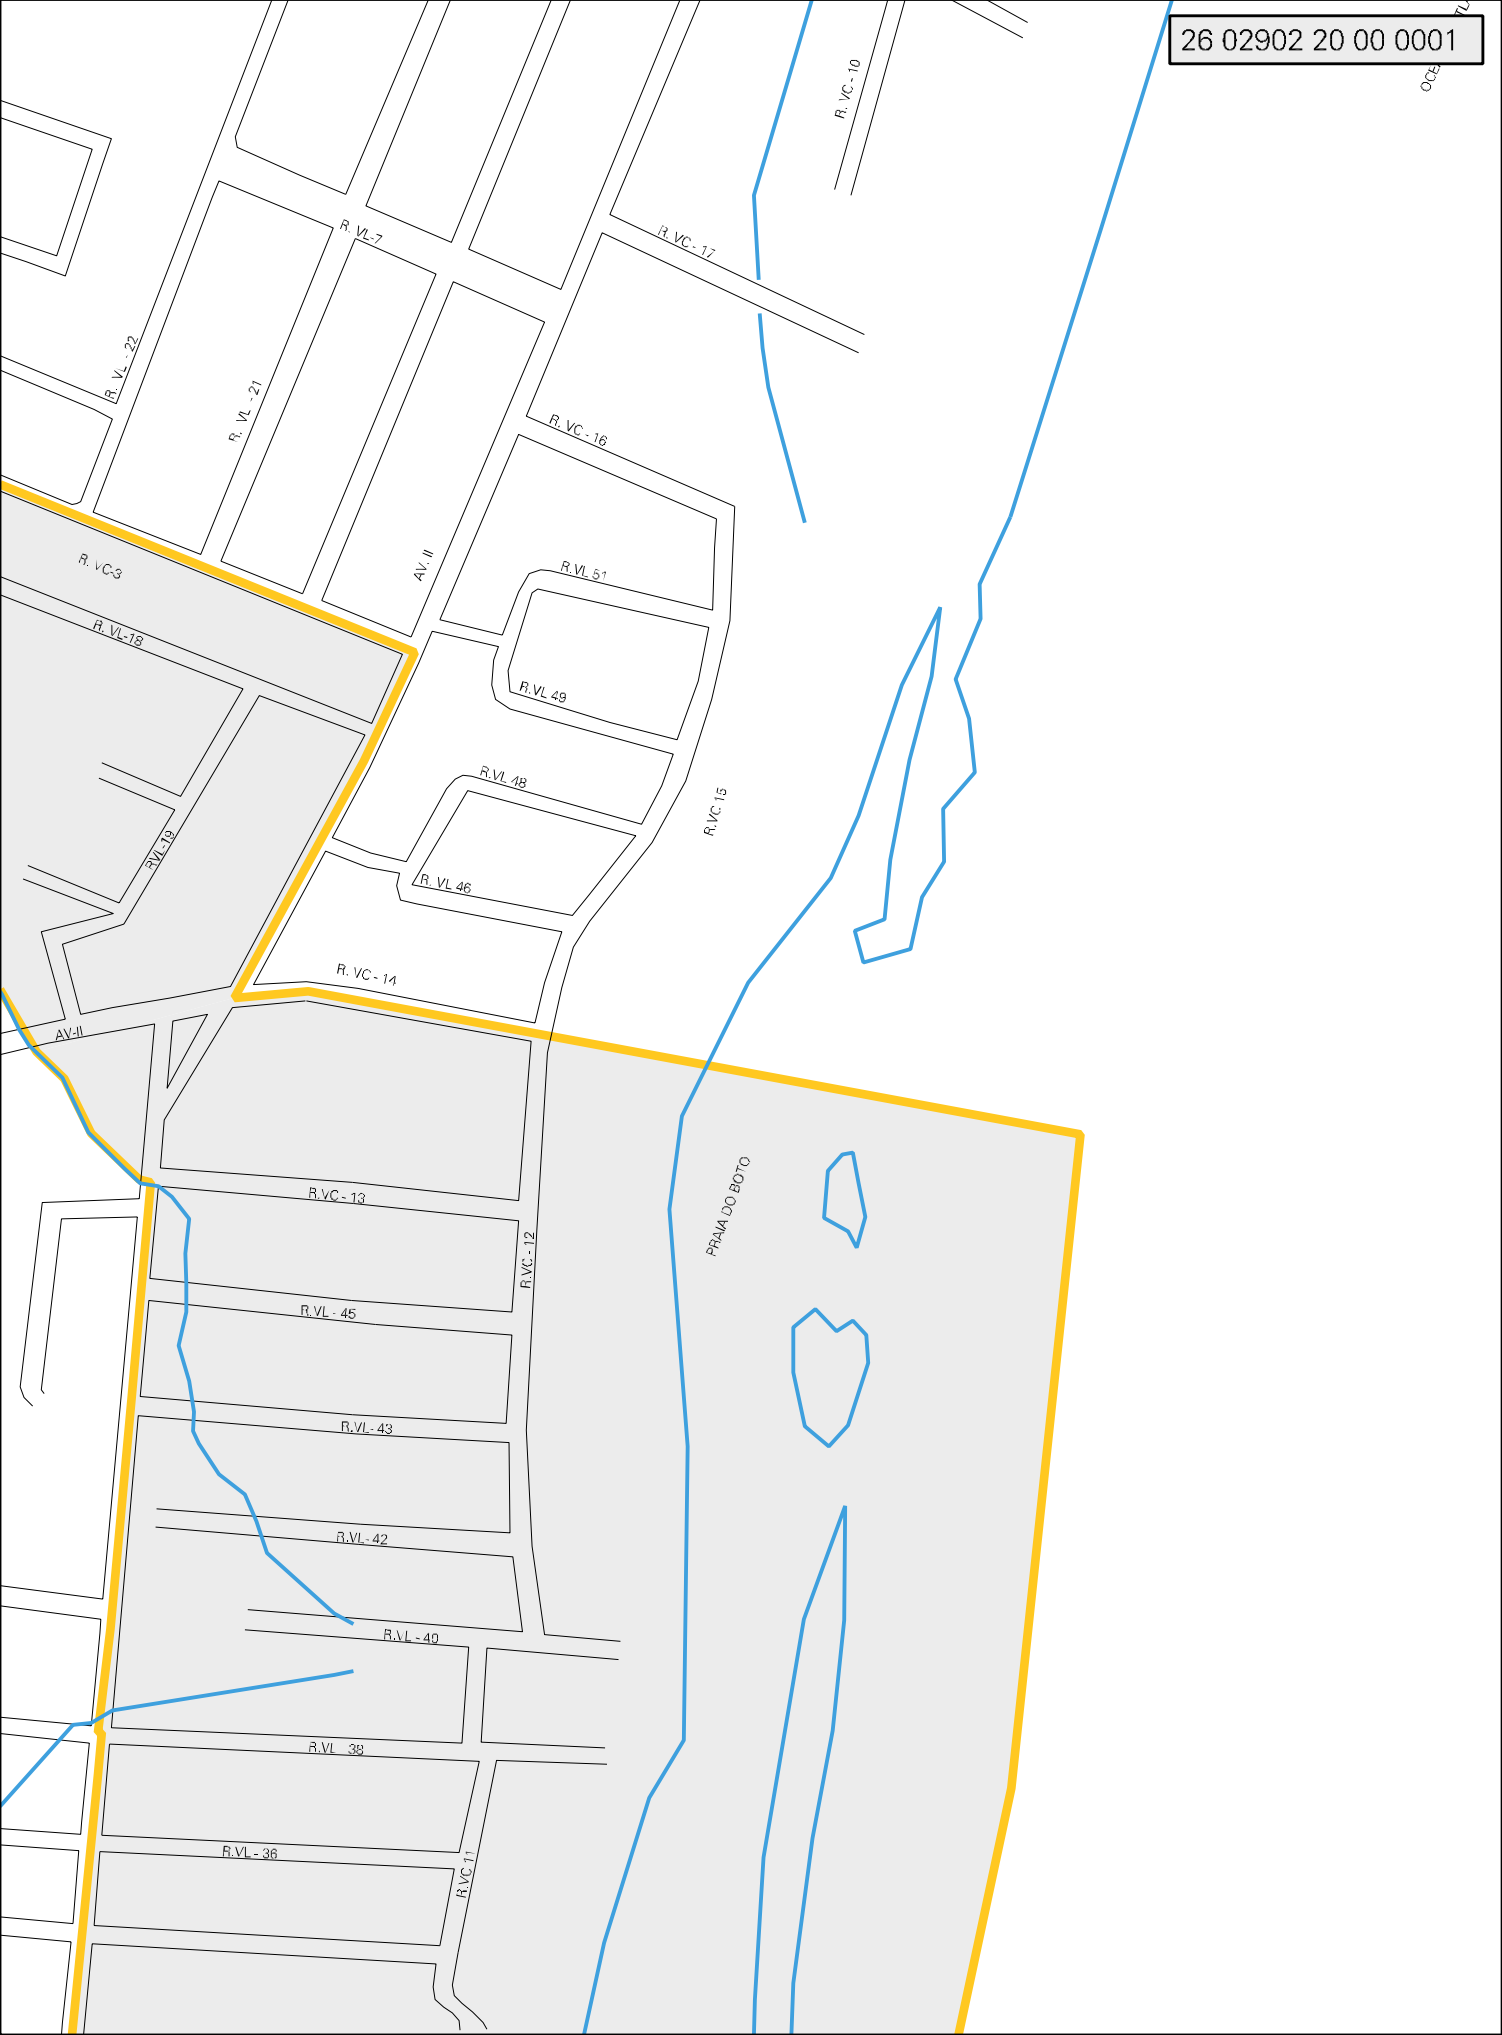 26 02902 20 00 0001
R. VC - 10
R. VL-7
R. VC - 17
R. VL - 22
R. VL - 21
R. VC - 16
AV. II
R. VC-3
R.VL 51
R. VL-18
R.VL 49
R.VL 48
R.VC 15
RVL-19
R. VL 46
R. VC - 14
AV-II
PRAIA DO BOTO
R.VC - 13
R.VC - 12
R.VL - 45
R.VL- 43
R.VL- 42
R.VL - 40
R.VL 38
R.VL - 36
R.VC 11